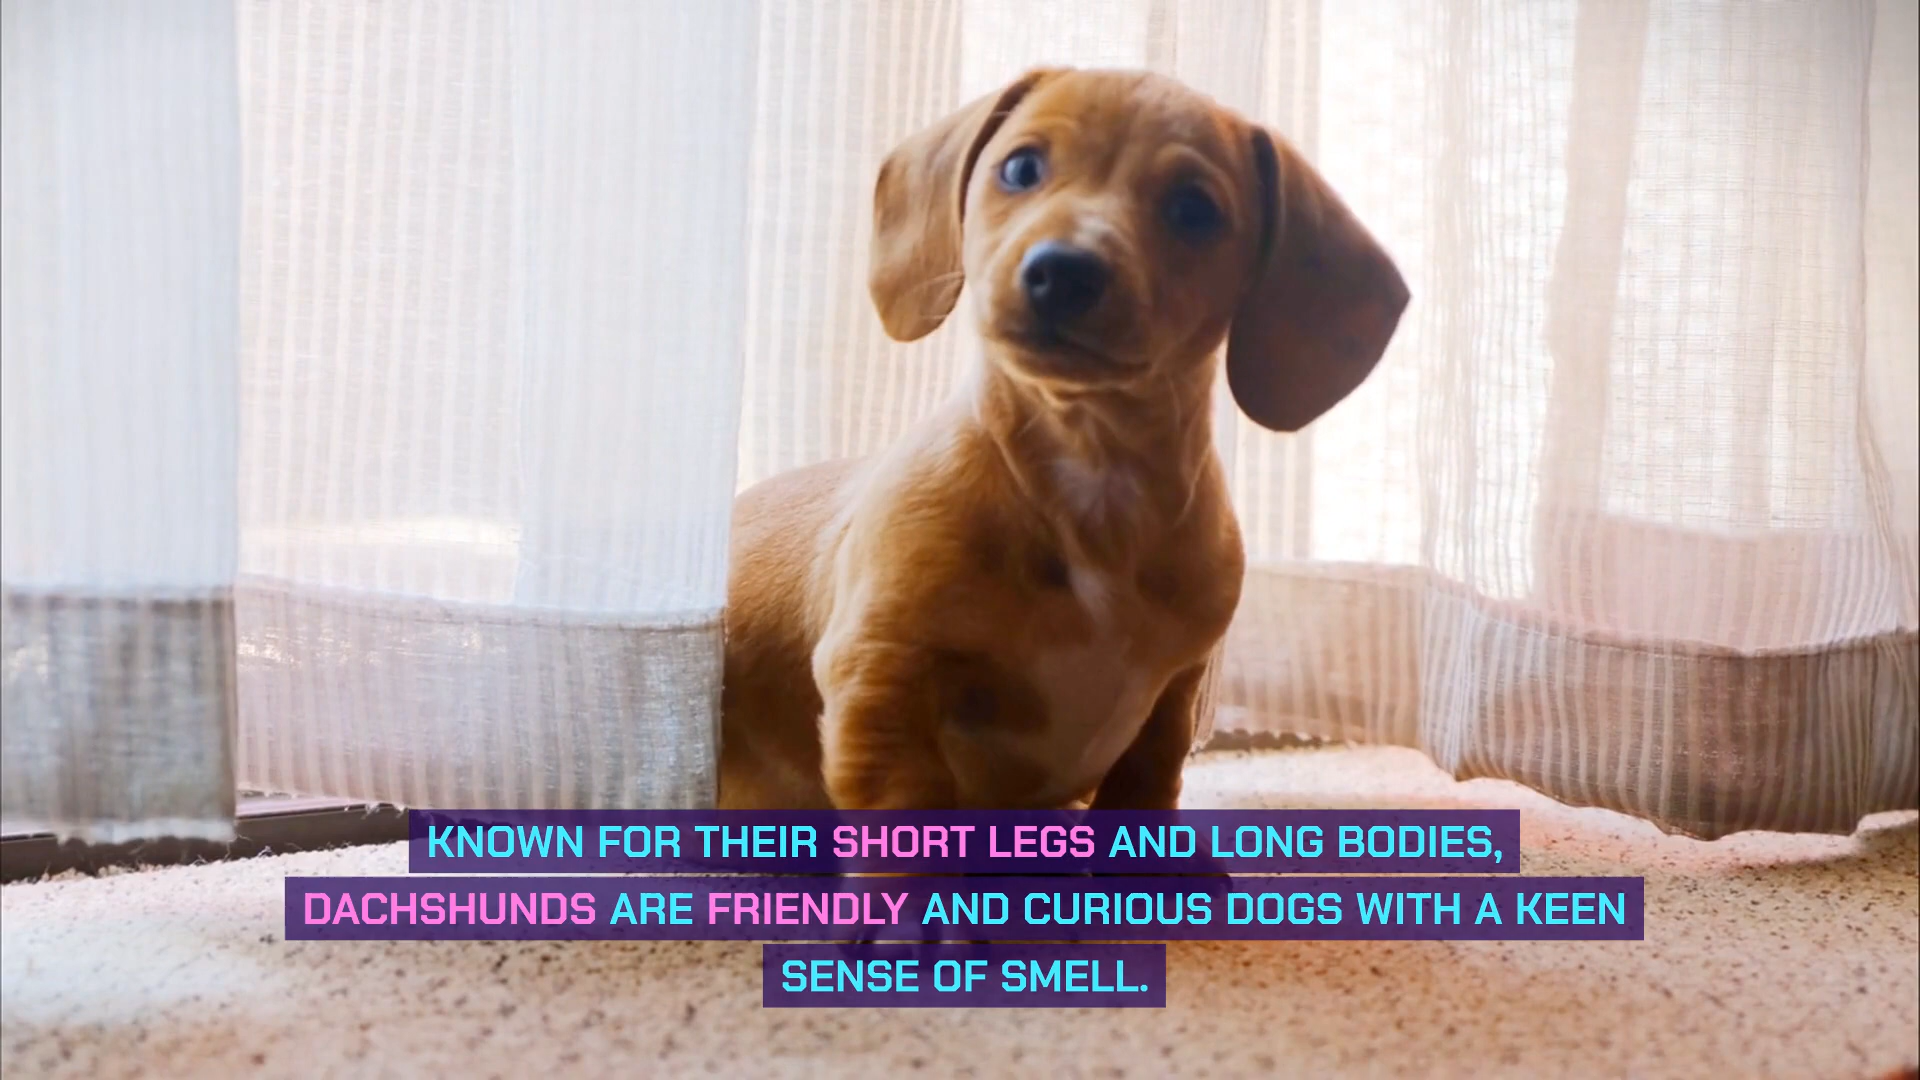 KNOWN FOR THEIR SHORT LEGS AND LONG BODIES,
DACHSHUNDS ARE FRIENDLY AND CURIOUS DOGS WITH A KEEN
SENSE OF SMELL.